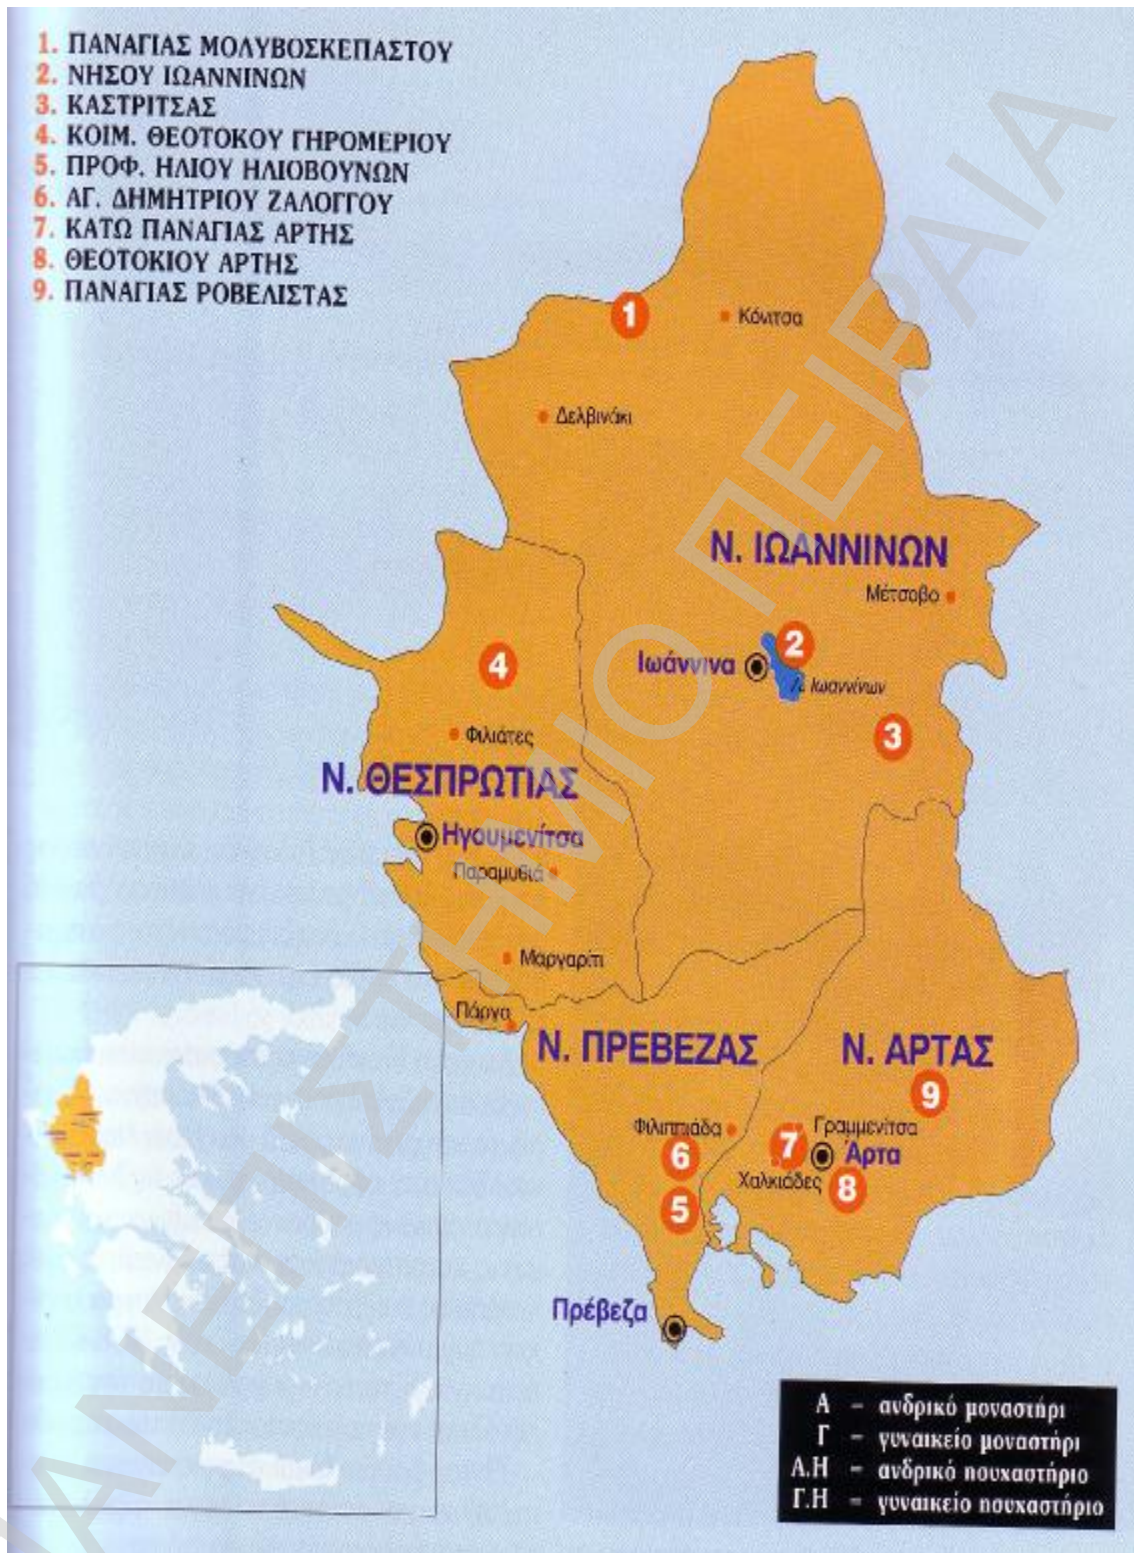 1. ΠΑΝΑΓΙΑΣ ΜΟΛΥΒΟΣΚΕΠΑΣΤΟΥ
2. ΝΗΣΟΥ ΙΩΑΝΝΙΝΩΝ
3. ΚΑΣΤΡΙΤΣΑΣ
4. ΚΟΙΜ. ΘΕΟΤΟΚΟΥ ΓΗΡΟΜΕΡΙΟΥ
5. ΠΡΟΦ. ΗΛΙΟΥ ΗΛΙΟΒΟΥΝΩΝ
6. ΑΓ. ΔΗΜΗΤΡΙΟΥ ΖΑΛΟΓΓΟΥ
7. ΚΑΤΩ ΠΑΝΑΓΙΑΣ ΑΡΤΗΣ
8. ΘΕΟΤΟΚΙΟΥ ΑΡΤΗΣ
9. ΠΑΝΑΓΙΑΣ ΡΟΒΕΛΙΣΤΑΣ
1
Κόνιτσα
Δελβινάκι
Ν. ΙΩΑΝΝΙΝΩΝ
Μέτσοβο
2
Ιωάννινα
Λ. Ιωαννίνων
4
3
Φιλιάτες
Ν. ΘΕΣΠΡΩΤΙΑΣ
Ηγουμενίτσα
Παραμυθιά
Μαργαρίτι
Πάργα
Ν. ΠΡΕΒΕΖΑΣ
Ν. ΑΡΤΑΣ
9
Φιλιππιάδα
Γραμμενίτσα
6
7
Άρτα
Χαλκιάδες
8
5
Πρέβεζα
Α - ανδρικό μοναστήρι
Γ - γυναικείο μοναστήρι
Α.Η - ανδρικό ησυχαστήριο
Γ.Η = γυναικείο ησυχαστήριο
ΠΑΝΕΠΙΣΤΗΜΙΟ ΠΕΙΡΑΙΑ